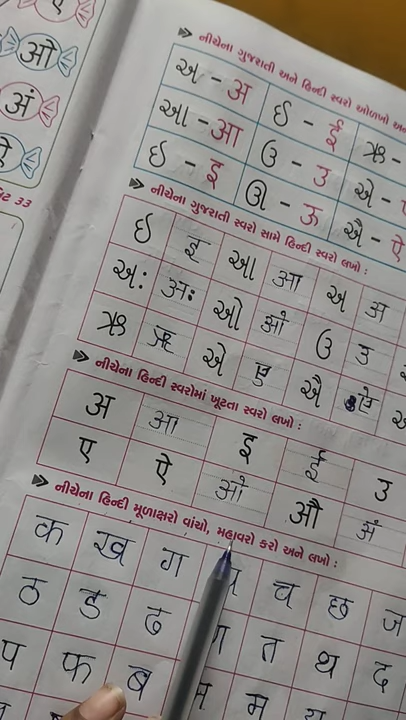 ओ
अं
ऐ
33
નીચેના ગુજરાતી અને હિન્દી સ્વરો ઓળખો અને
અ - अ ઈ - ई ઋ -
આ - आ ઉ - उ એ -
ઇ - इ ઊ - ऊ ઐ - ऐ
નીચેના ગુજરાતી સ્વરો સામે હિન્દી સ્વરો લખો :
ઇ इ આ आ અ अ
અઃ अः ઓ ઉ उ
ઋ ऋ એ ए ઐ ऐ
નીચેના હિન્દી સ્વરોમાં ખૂટતા સ્વરો લખો :
अ आ इ ई उ
ए ऐ औ अं
નીચેના હિન્દી મૂળાક્ષરો વાંચો, મહાવરો કરો અને લખો :
क ख ग च छ ज
ठ ड ढ त थ द
प फ ब म य